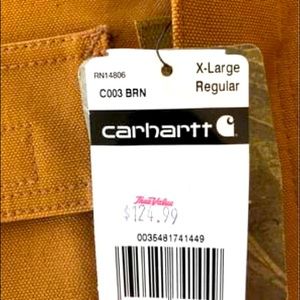 RN14806
X-Large
C003 BRN
Regular
carhartt
True Value
$124.99
0035481741449